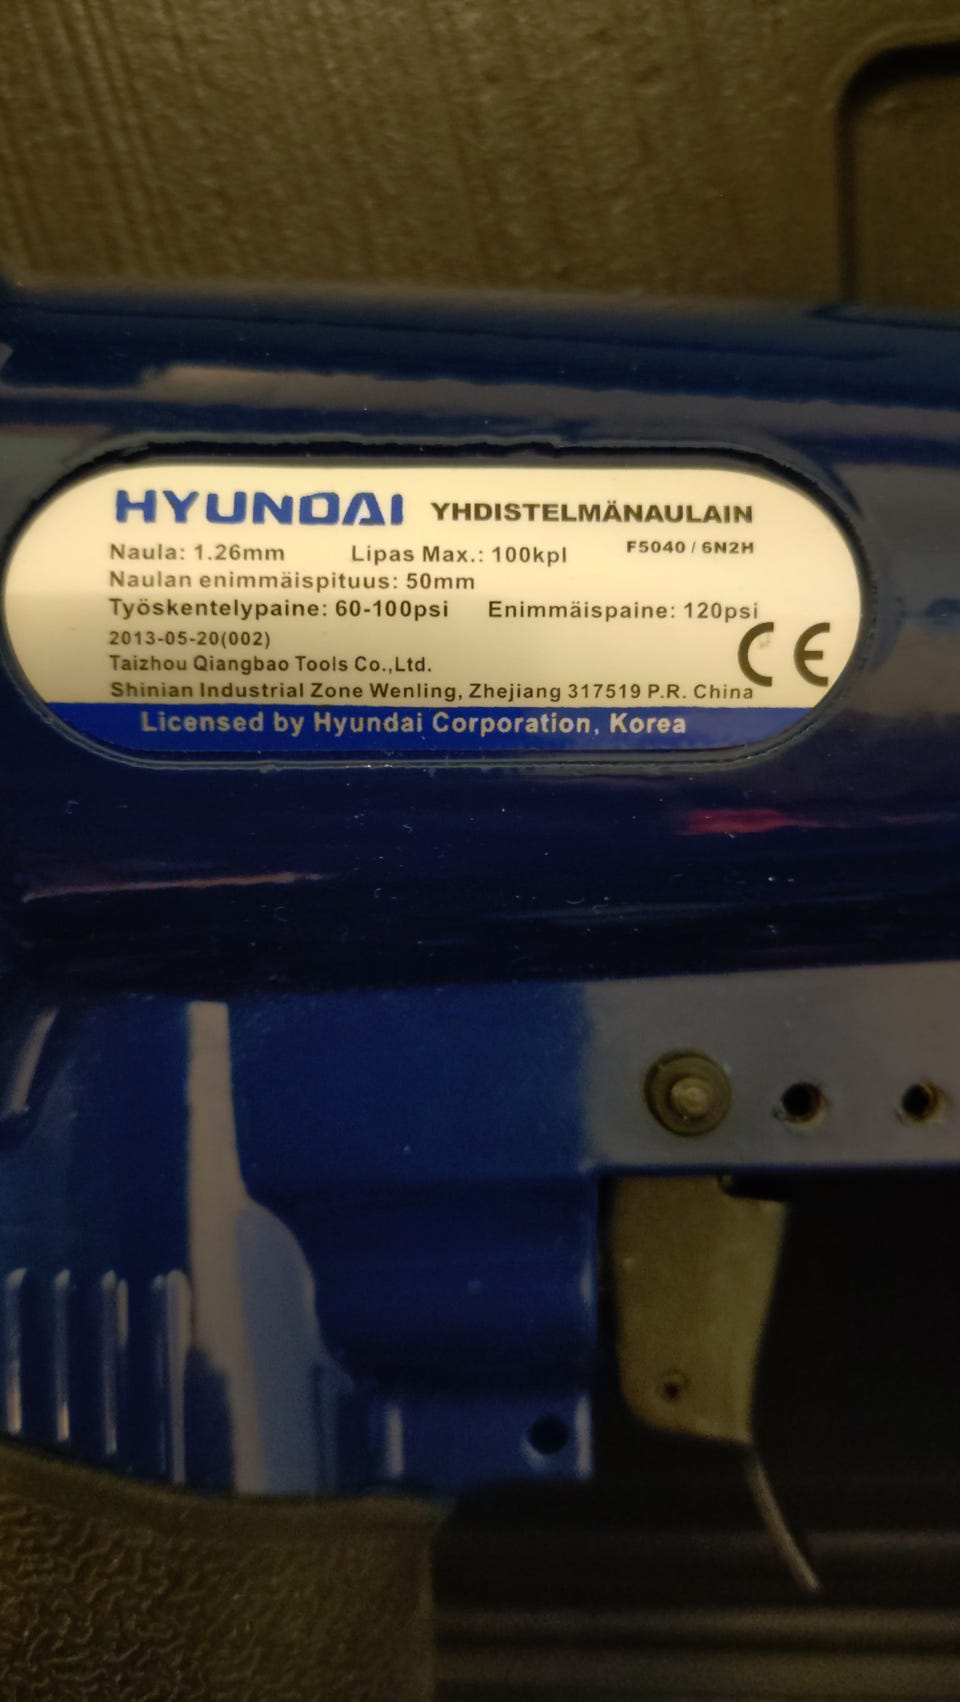 HYUNDAI YHDISTELMÄNAULAIN
Naula: 1.26mm Lipas Max.: 100kpl F5040 / 6N2H
Naulan enimmäispituus: 50mm
Työskentelypaine: 60-100psi Enimmäispaine: 120psi
2013-05-20(002)
Taizhou Qiangbao Tools Co.,Ltd.
Shinian Industrial Zone Wenling, Zhejiang 317519 P.R. China
CE
Licensed by Hyundai Corporation, Korea